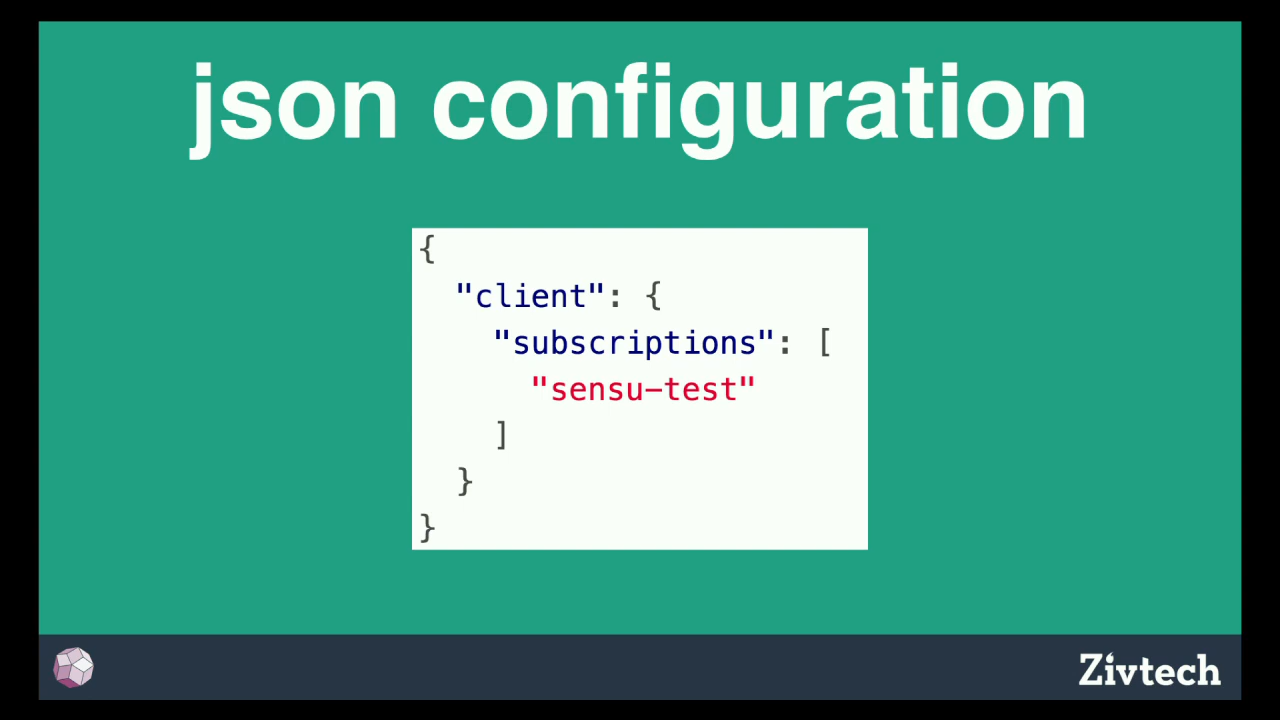 json configuration
{
  "client": {
    "subscriptions": [
      "sensu-test"
    ]
  }
}
Zivtech